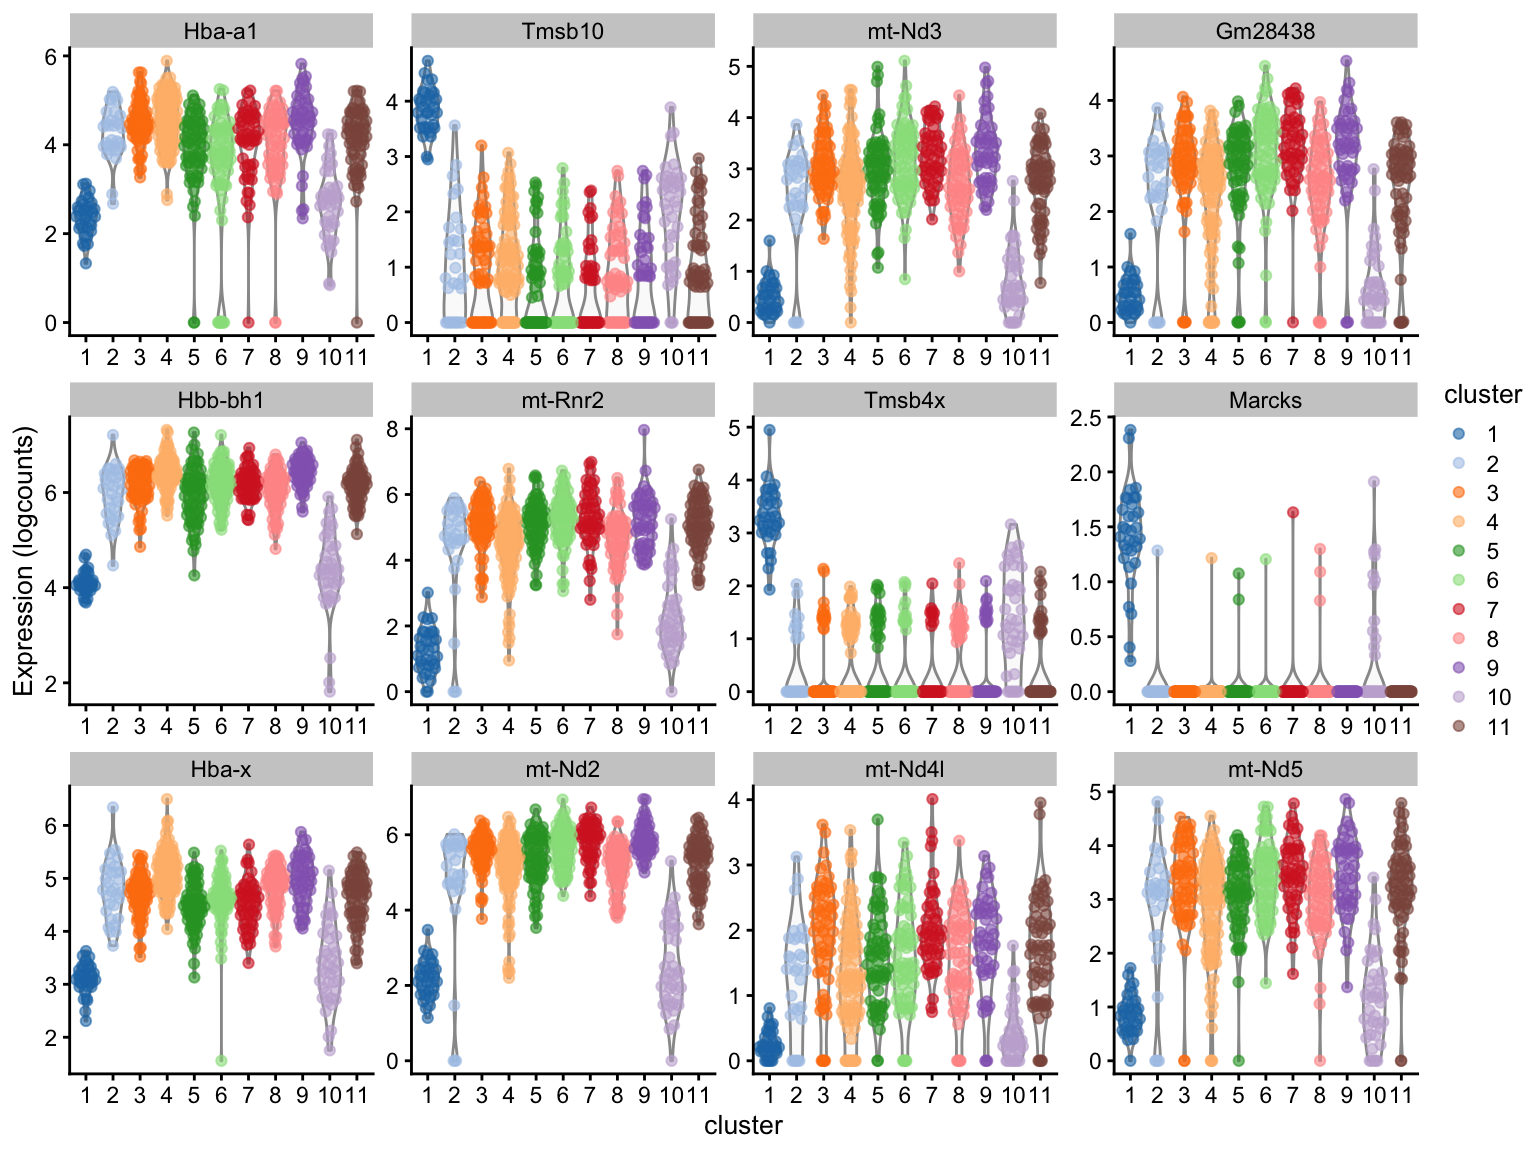 Hba-a1 Tmsb10 mt-Nd3 Gm28438
6 4 2 0
4 3 2 1 0
5 4 3 2 1 0
4 3 2 1 0
1 2 3 4 5 6 7 8 9 10 11
1 2 3 4 5 6 7 8 9 10 11
1 2 3 4 5 6 7 8 9 10 11
1 2 3 4 5 6 7 8 9 10 11
Hbb-bh1 mt-Rnr2 Tmsb4x Marcks
6 4 2
8 6 4 2 0
5 4 3 2 1 0
2.5 2.0 1.5 1.0 0.5 0.0
1 2 3 4 5 6 7 8 9 10 11
1 2 3 4 5 6 7 8 9 10 11
1 2 3 4 5 6 7 8 9 10 11
1 2 3 4 5 6 7 8 9 10 11
Hba-x mt-Nd2 mt-Nd4l mt-Nd5
6 5 4 3 2
6 4 2 0
4 3 2 1 0
5 4 3 2 1 0
1 2 3 4 5 6 7 8 9 10 11
1 2 3 4 5 6 7 8 9 10 11
1 2 3 4 5 6 7 8 9 10 11
1 2 3 4 5 6 7 8 9 10 11
Expression (logcounts)
cluster
cluster
1
2
3
4
5
6
7
8
9
10
11